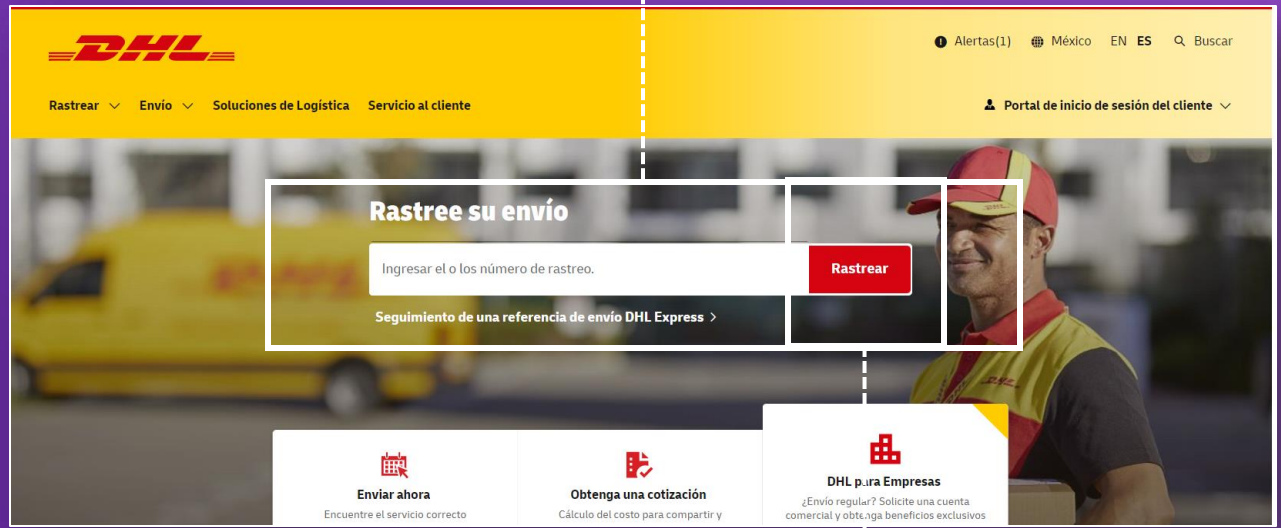 DHL
Alertas(1) México EN ES Buscar
Rastrear Envío Soluciones de Logística Servicio al cliente
Portal de inicio de sesión del cliente
Rastree su envío
Ingresar el o los número de rastreo.
Rastrear
Seguimiento de una referencia de envío DHL Express
Enviar ahora
Encuentre el servicio correcto
Obtenga una cotización
Cálculo del costo para compartir y
DHL para Empresas
¿Envío regular? Solicite una cuenta
comercial y obtenga beneficios exclusivos